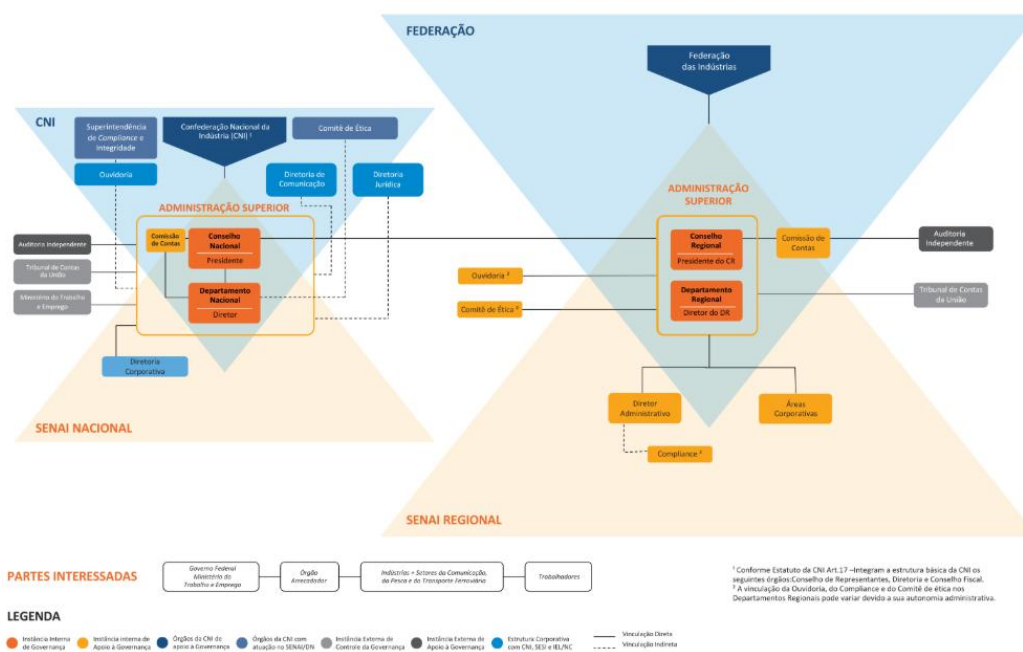 FEDERAÇÃO
Federação
das Indústrias
CNI
Superintendência
de Compliance e
Integridade
Confederação Nacional da
Indústria (CNI) ¹
Comitê de Ética
Ouvidoria
Diretoria de
Comunicação
Diretoria
Jurídica
ADMINISTRAÇÃO SUPERIOR
Comissão
de Contas
Conselho
Nacional
Presidente
Departamento
Nacional
Diretor
Auditoria Independente
Tribunal de Contas
da União
Ministério do Trabalho
e Emprego
Diretoria
Corporativa
SENAI NACIONAL
ADMINISTRAÇÃO
SUPERIOR
Conselho
Regional
Presidente do CR
Departamento
Regional
Diretor do DR
Comissão de
Contas
Auditoria
Independente
Tribunal de Contas
da União
Ouvidoria ²
Comitê de Ética ²
Diretor
Administrativo
Áreas
Corporativas
Compliance ²
SENAI REGIONAL
PARTES INTERESSADAS
Governo Federal
Ministério do
Trabalho e Emprego
Órgão
Arrecadador
Indústrias + Setores da Comunicação,
da Pesca e do Transporte Ferroviário
Trabalhadores
¹ Conforme Estatuto da CNI Art.17 –Integram a estrutura básica da CNI os
seguintes órgãos:Conselho de Representantes, Diretoria e Conselho Fiscal.
² A vinculação da Ouvidoria, do Compliance e do Comitê de ética nos
Departamentos Regionais pode variar devido a sua autonomia administrativa.
LEGENDA
Instância Interna
de Governança
Instância Interna de
Apoio à Governança
Órgãos da CNI de
apoio à Governança
Órgãos da CNI com
atuação no SENAI/DN
Instância Externa de
Controle da Governança
Instância Externa de
Apoio à Governança
Estrutura Corporativa
com CNI, SESI e IEL/NC
Vinculação Direta
Vinculação Indireta